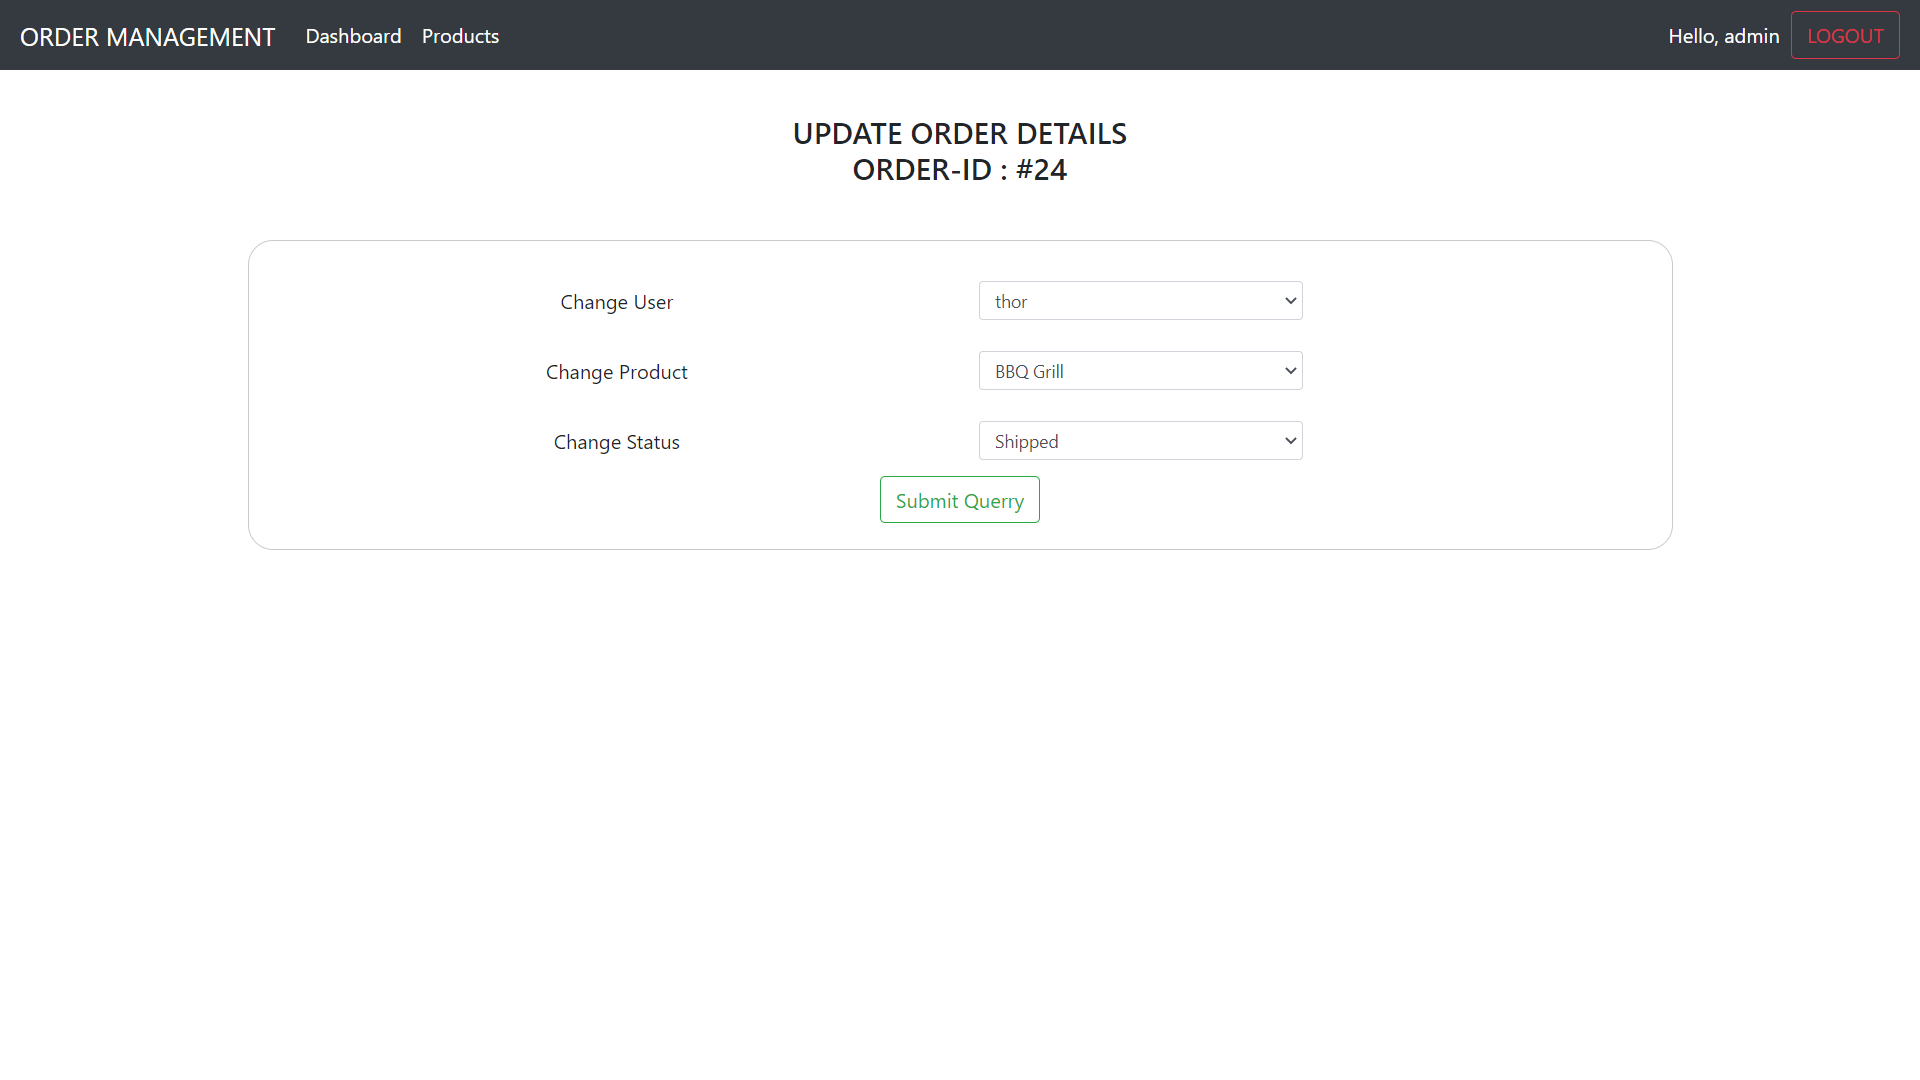 ORDER MANAGEMENT Dashboard Products Hello, admin LOGOUT
UPDATE ORDER DETAILS
ORDER-ID : #24
Change User thor
Change Product BBQ Grill
Change Status Shipped
Submit Querry